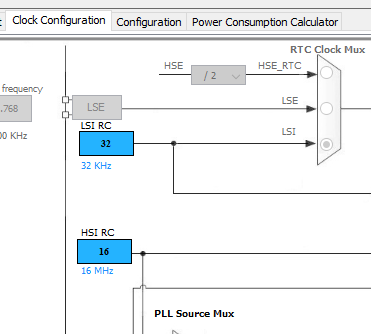 Clock Configuration
Configuration
Power Consumption Calculator
RTC Clock Mux
HSE
/ 2
HSE_RTC
frequency
.768
00 KHz
LSE
LSE
LSI RC
32
32 KHz
LSI
HSI RC
16
16 MHz
PLL Source Mux